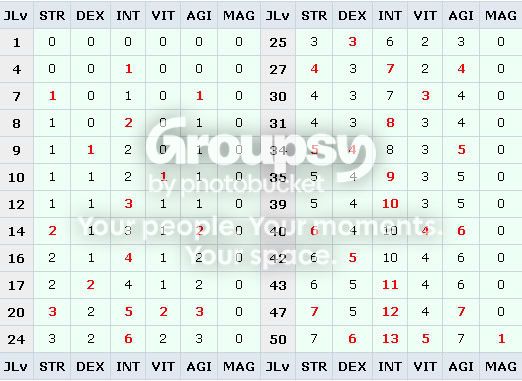 JLv STR DEX INT VIT AGI MAG JLv STR DEX INT VIT AGI MAG
1 0 0 0 0 0 0 25 3 3 6 2 3 0
4 0 0 1 0 0 0 27 4 3 7 2 4 0
7 1 0 1 0 1 0 30 4 3 7 3 4 0
8 1 0 2 0 1 0 31 4 3 8 3 4 0
9 1 1 2 0 1 0 34 5 4 8 3 5 0
10 1 1 2 1 1 0 35 5 4 9 3 5 0
12 1 1 3 1 1 0 39 5 4 10 3 5 0
14 2 1 3 1 2 0 40 6 4 10 4 6 0
16 2 1 4 1 2 0 42 6 5 10 4 6 0
17 2 2 4 1 2 0 43 6 5 11 4 6 0
20 3 2 5 2 3 0 47 7 5 12 4 7 0
24 3 2 6 2 3 0 50 7 6 13 5 7 1
JLv STR DEX INT VIT AGI MAG JLv STR DEX INT VIT AGI MAG
Groupsy
by photobucket
Your people. Your moments.
Your space.